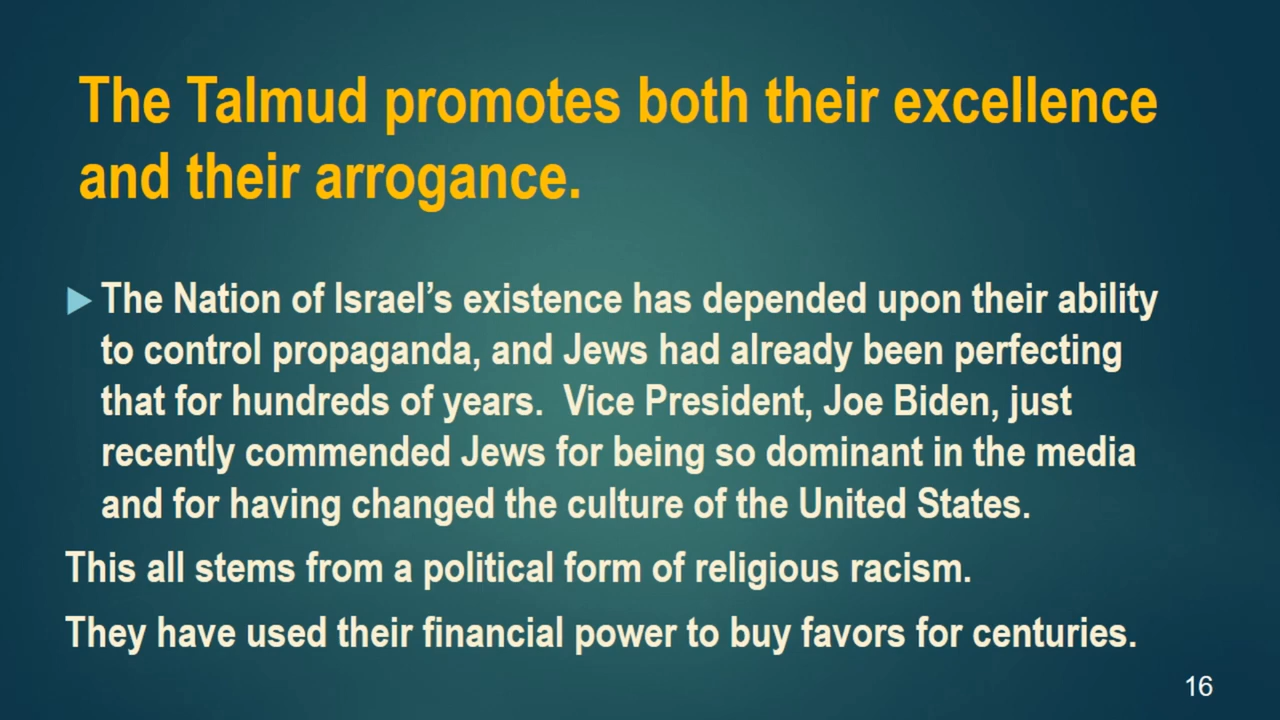 The Talmud promotes both their excellence
and their arrogance.
The Nation of Israel's existence has depended upon their ability
to control propaganda, and Jews had already been perfecting
that for hundreds of years.  Vice President, Joe Biden, just
recently commended Jews for being so dominant in the media
and for having changed the culture of the United States.
This all stems from a political form of religious racism.
They have used their financial power to buy favors for centuries.
16